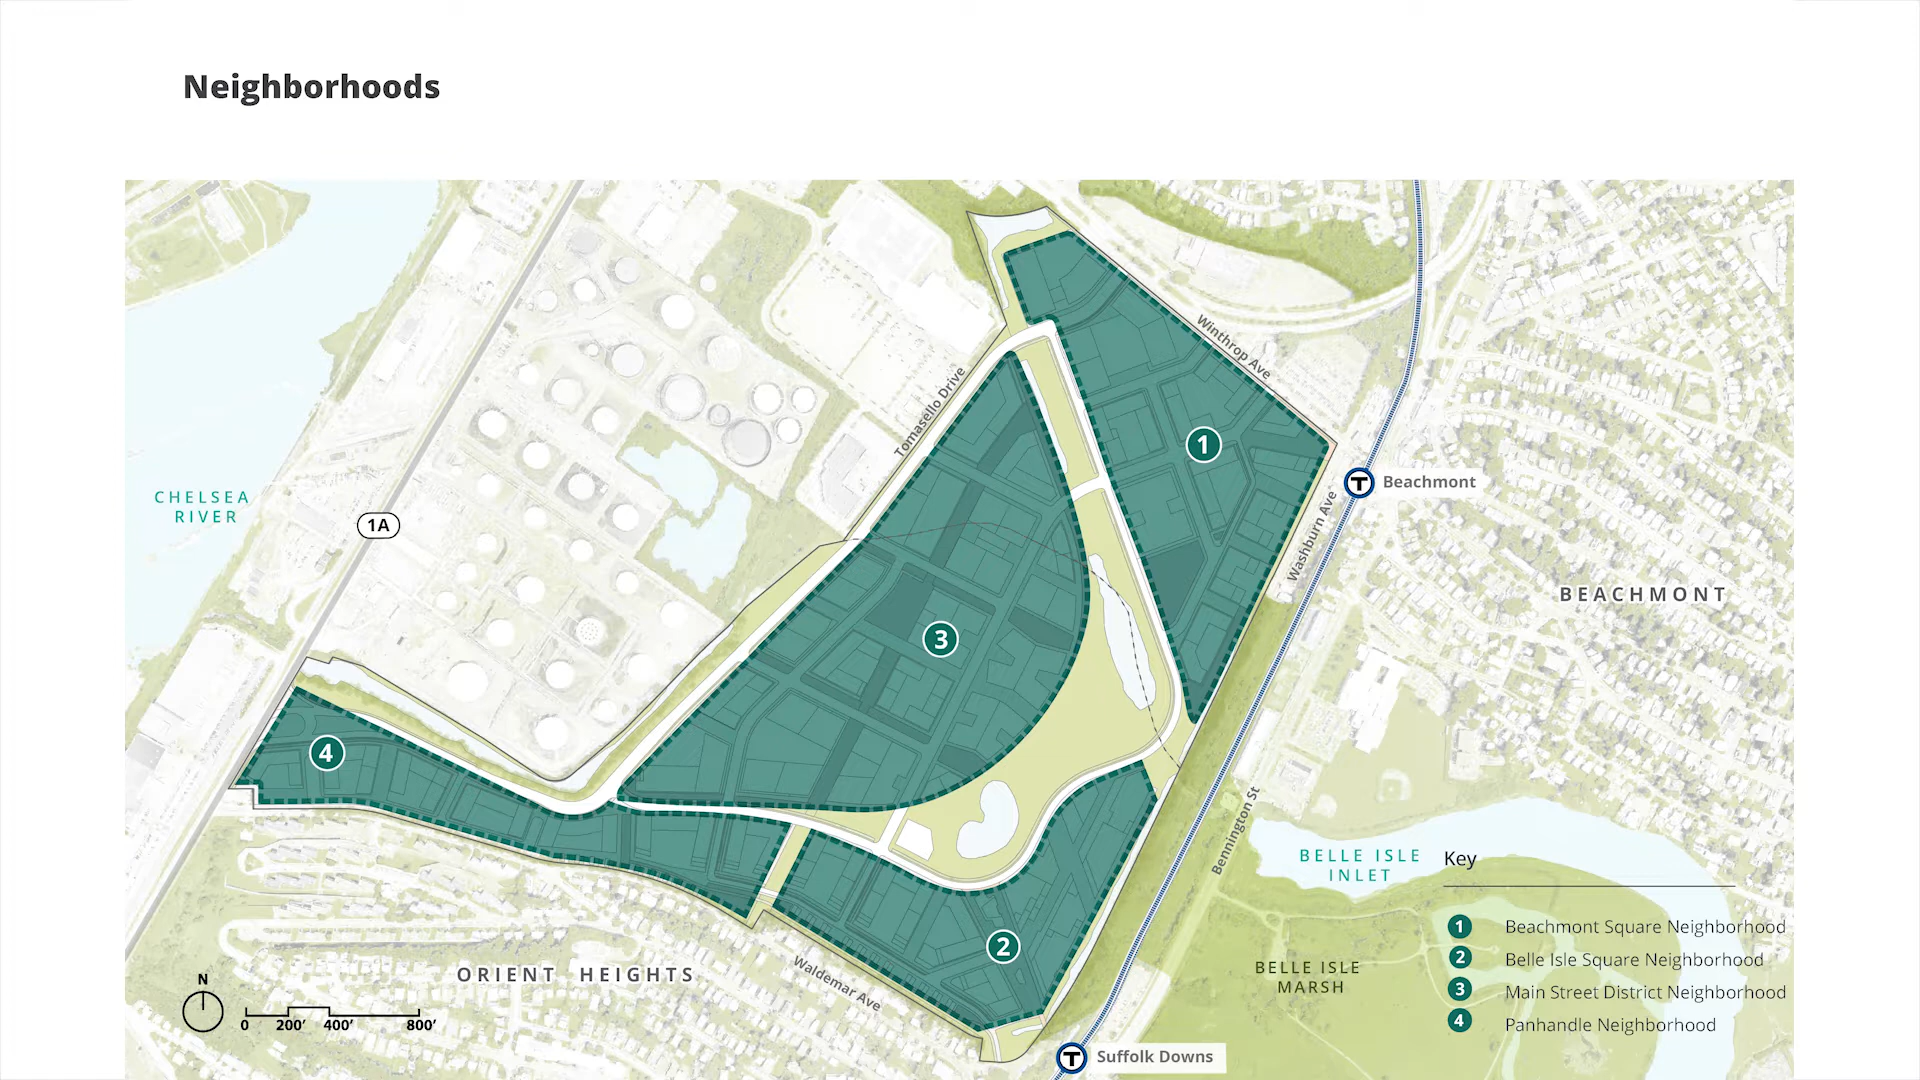 Neighborhoods
Winthrop Ave
Tomasello Drive
1
Beachmont
CHELSEA
RIVER
1A
Washburn Ave
BEACHMONT
3
4
Bennington St
BELLE ISLE
INLET
2
ORIENT HEIGHTS
Waldemar Ave
BELLE ISLE
MARSH
Suffolk Downs
N
0 200’ 400’ 800’
T
T
Key
1 Beachmont Square Neighborhood
2 Belle Isle Square Neighborhood
3 Main Street District Neighborhood
4 Panhandle Neighborhood